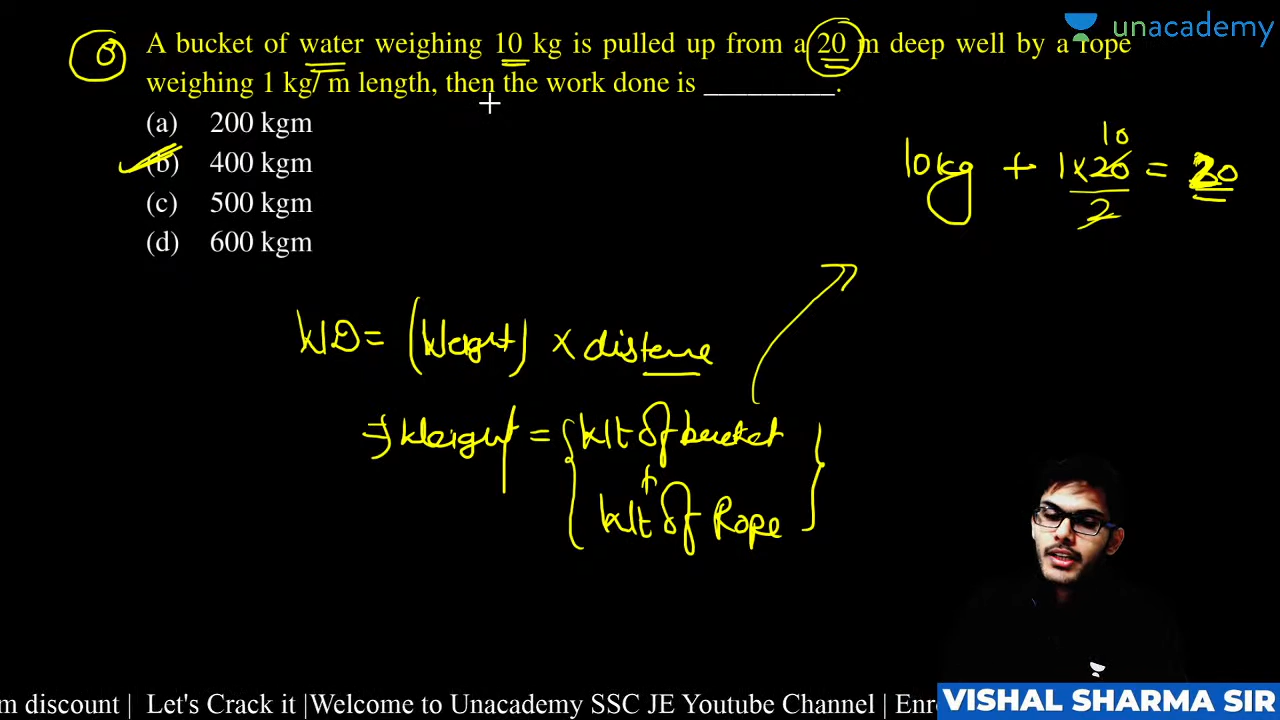 unacademy
Q A bucket of water weighing 10 kg is pulled up from a 20 m deep well by a rope
weighing 1 kg/ m length, then the work done is __________.
(a) 200 kgm
(b) 400 kgm
(c) 500 kgm
(d) 600 kgm
10
10kg + 1 x 20 = 20
2
WD = (Weight) x distance
⇒ Weight = { Wt of bucket
+
Wt of Rope }
m discount | Let's Crack it |Welcome to Unacademy SSC JE Youtube Channel | Enr
VISHAL SHARMA SIR